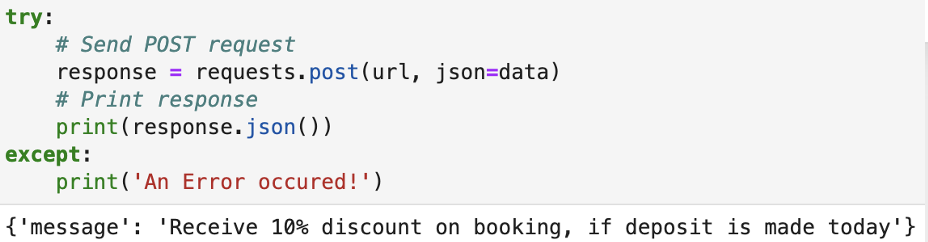 try:
    # Send POST request
    response = requests.post(url, json=data)
    # Print response
    print(response.json())
except:
    print('An Error occured!')
{'message': 'Receive 10% discount on booking, if deposit is made today'}